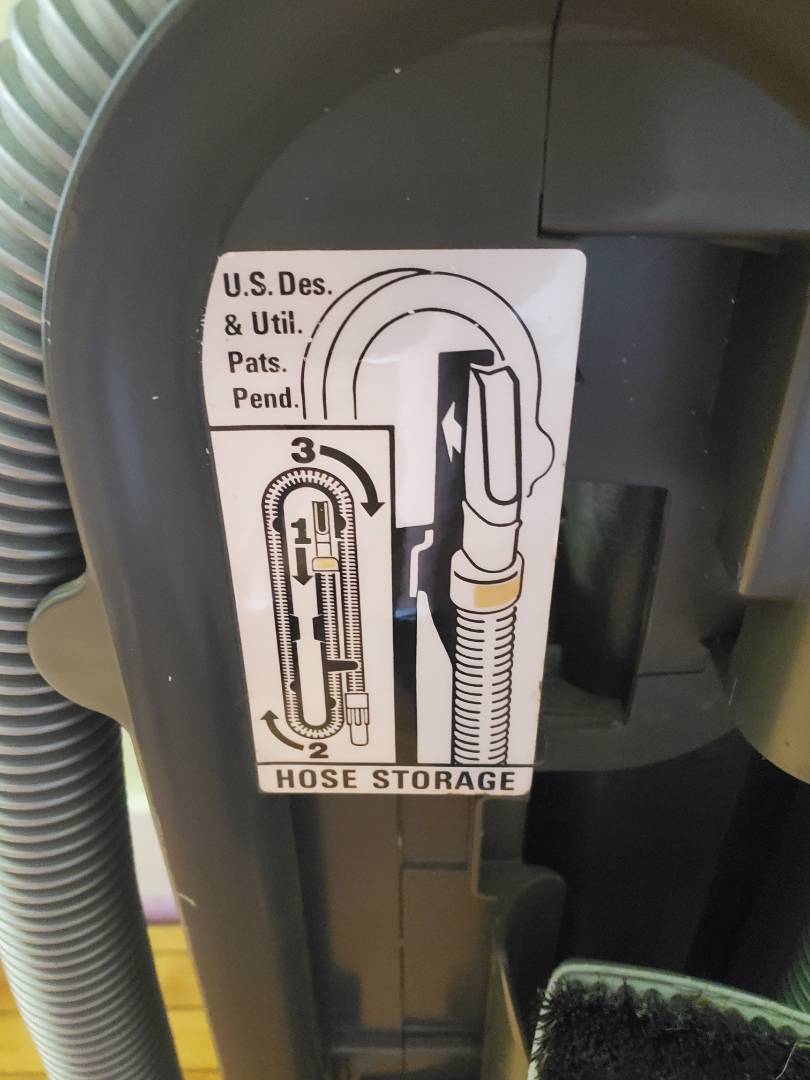 U.S. Des.
& Util.
Pats.
Pend.
3
1
2
HOSE STORAGE